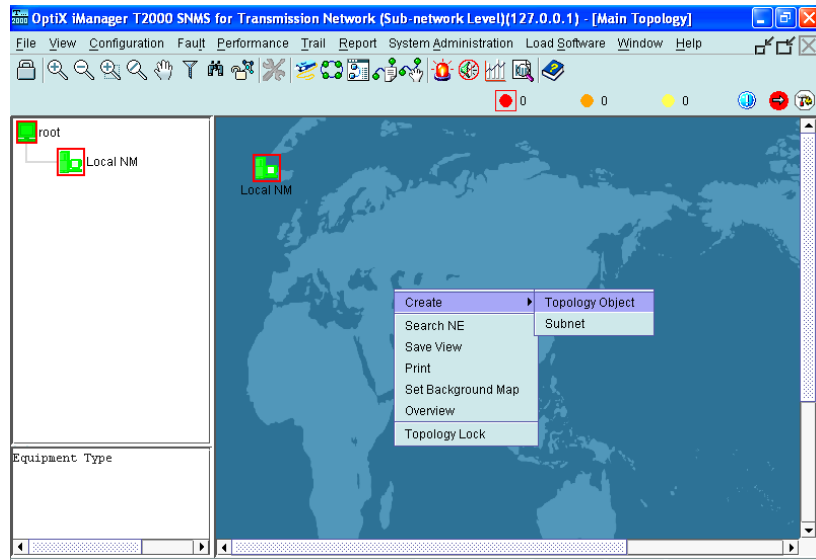 OptiX iManager T2000 SNMS for Transmission Network (Sub-network Level)(127.0.0.1) - [Main Topology]
File View Configuration Fault Performance Trail Report System Administration Load Software Window Help
0 0 0
root
Local NM
Local NM
Create
Topology Object
Search NE
Subnet
Save View
Print
Set Background Map
Overview
Topology Lock
Equipment Type